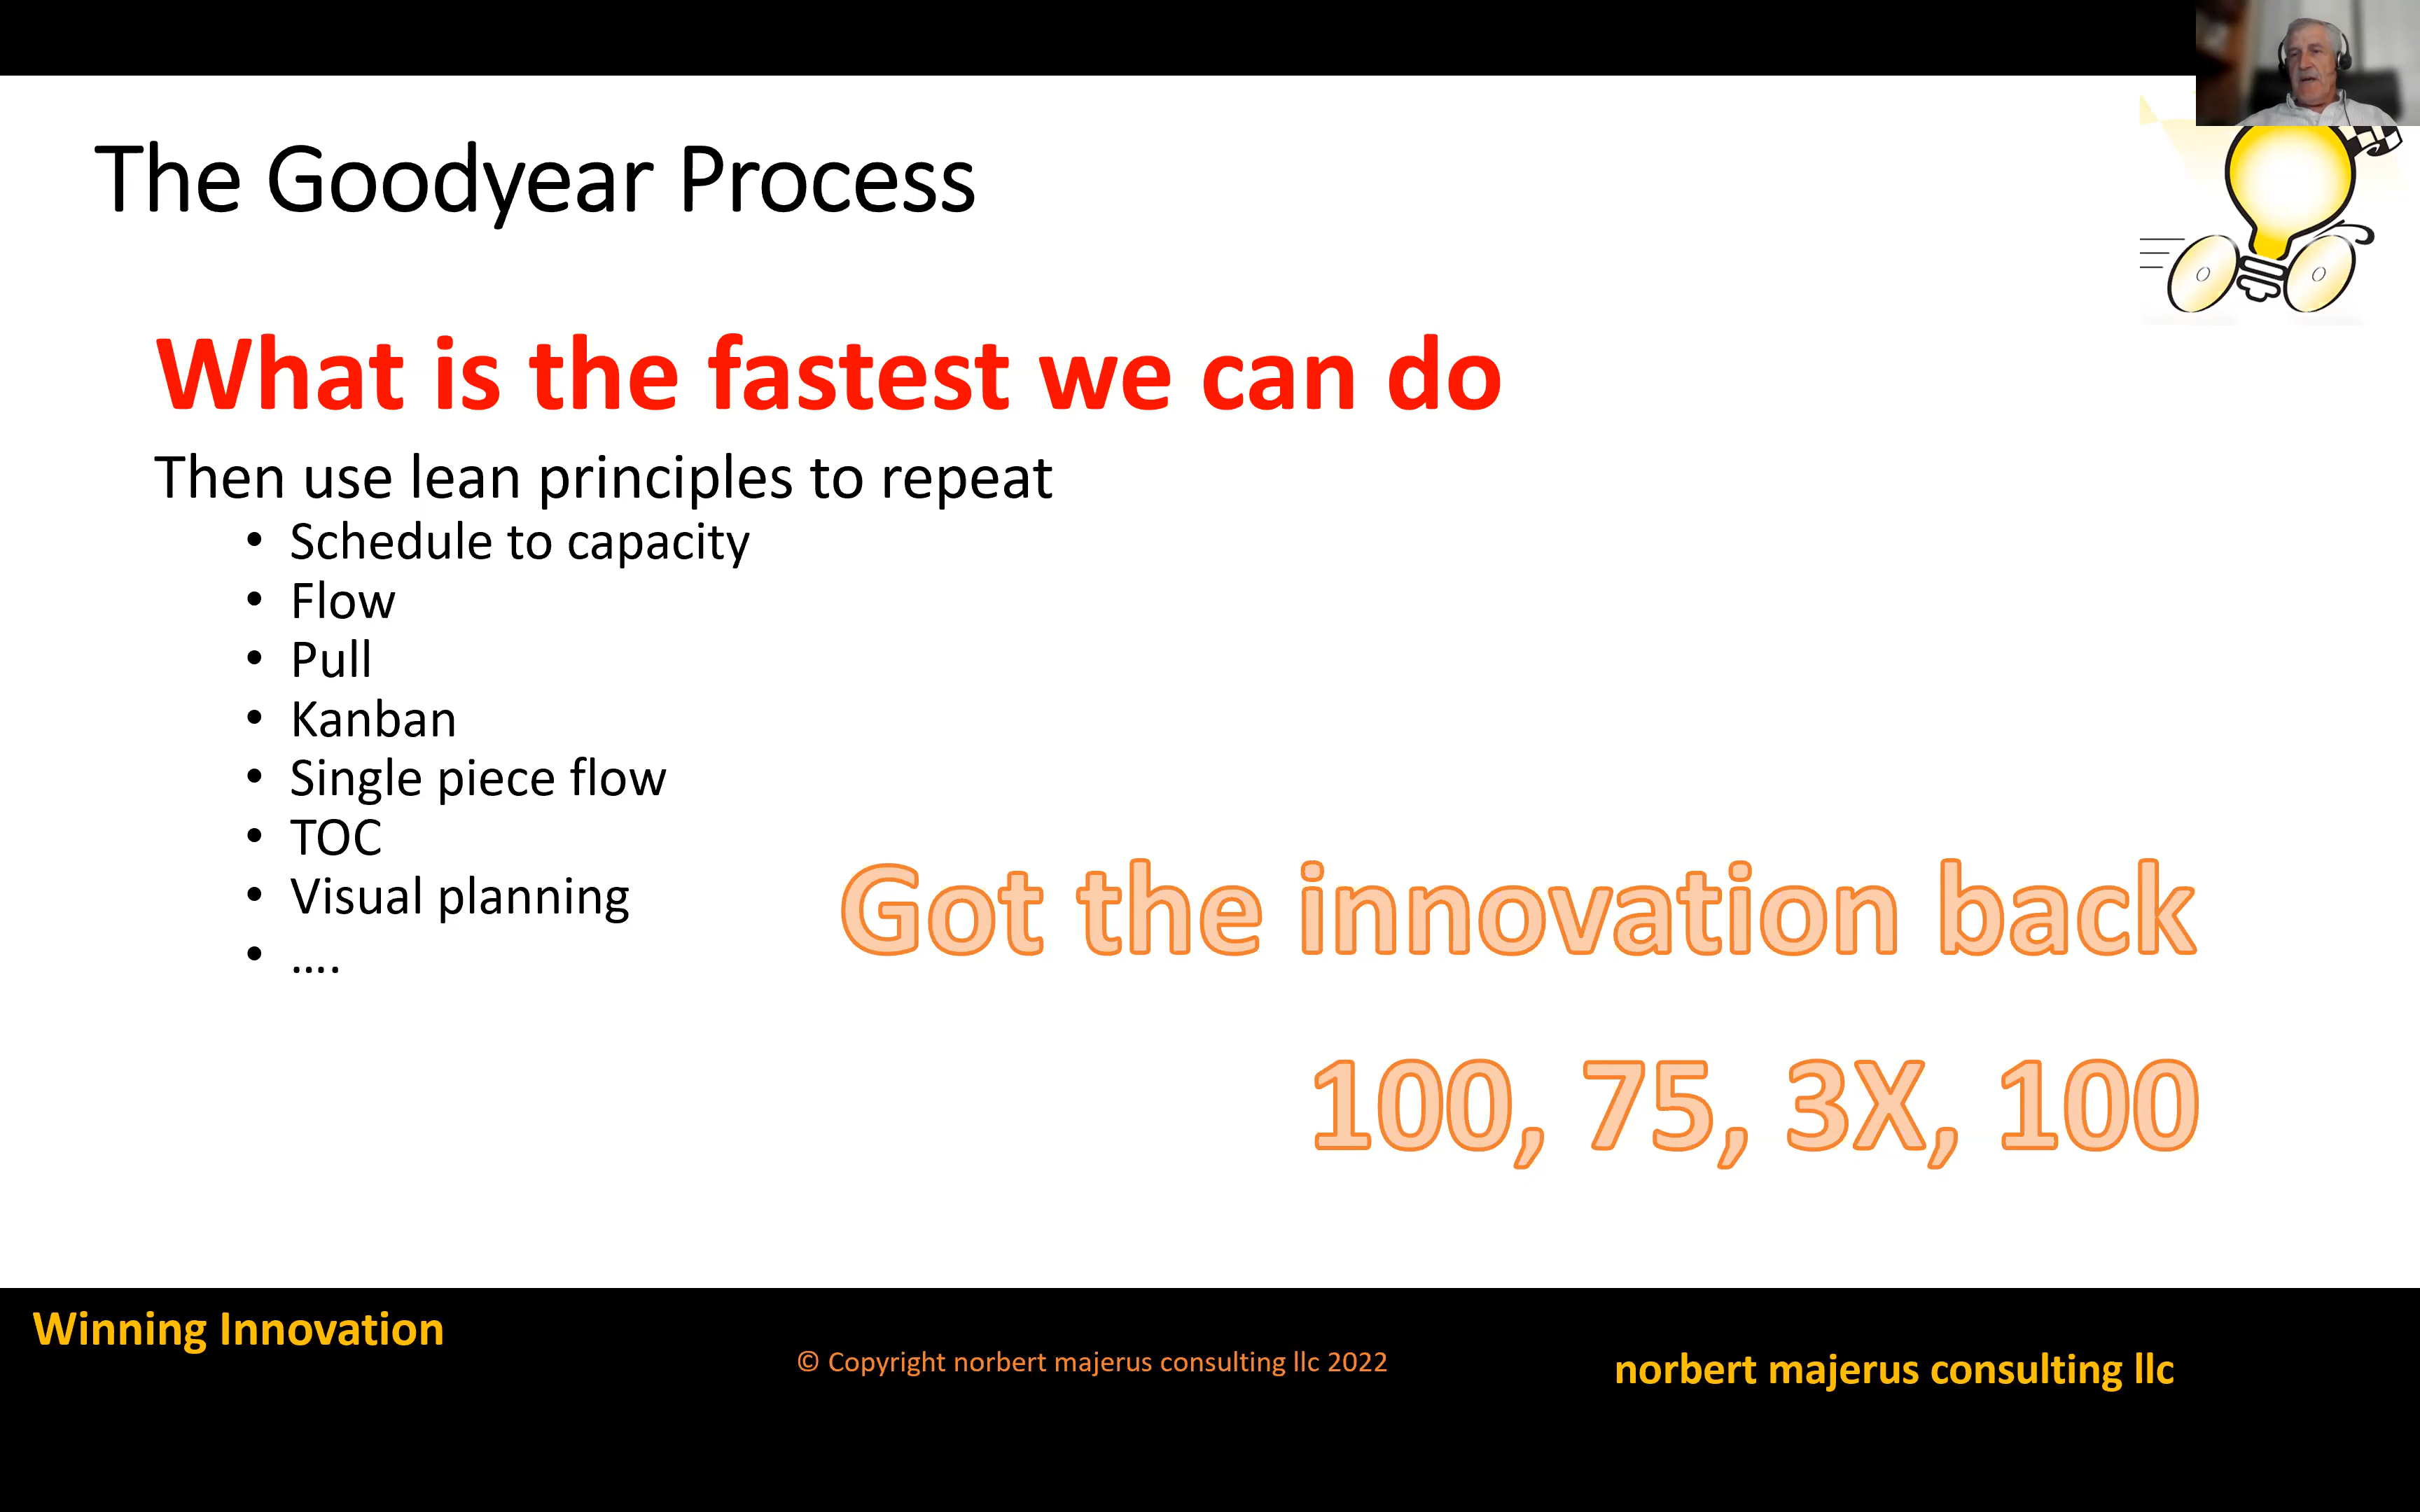 The Goodyear Process
What is the fastest we can do
Then use lean principles to repeat
• Schedule to capacity
• Flow
• Pull
• Kanban
• Single piece flow
• TOC
• Visual planning
• ....
Got the innovation back
100, 75, 3X, 100
Winning Innovation
© Copyright norbert majerus consulting llc 2022
norbert majerus consulting llc